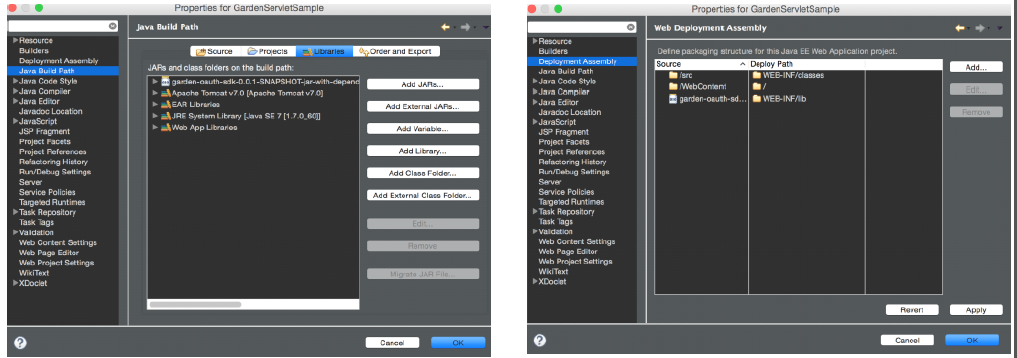 Properties for GardenServletSample
Resource
Builders
Deployment Assembly
Java Build Path
Java Code Style
Java Compiler
Java Editor
Javadoc Location
JavaScript
JSP Fragment
Project Facets
Project References
Refactoring History
Run/Debug Settings
Server
Service Policies
Targeted Runtimes
Task Repository
Task Tags
Validation
Web Content Settings
Web Page Editor
Web Project Settings
WikiText
XDoclet
Java Build Path
Source Projects Libraries Order and Export
JARs and class folders on the build path:
garden-oauth-sdk-0.0.1-SNAPSHOT-jar-with-depend
Apache Tomcat v7.0 [Apache Tomcat v7.0]
EAR Libraries
JRE System Library [Java SE 7 [1.7.0_60]]
Web App Libraries
Add JARs...
Add External JARs...
Add Variable...
Add Library...
Add Class Folder...
Add External Class Folder...
Edit...
Remove
Migrate JAR File...
Cancel OK
Properties for GardenServletSample
Resource
Builders
Deployment Assembly
Java Build Path
Java Code Style
Java Compiler
Java Editor
Javadoc Location
JavaScript
JSP Fragment
Project Facets
Project References
Refactoring History
Run/Debug Settings
Server
Service Policies
Targeted Runtimes
Task Repository
Task Tags
Validation
Web Content Settings
Web Page Editor
Web Project Settings
WikiText
XDoclet
Web Deployment Assembly
Define packaging structure for this Java EE Web Application project.
Source Deploy Path
/src WEB-INF/classes
/WebContent /
garden-oauth-sd... WEB-INF/lib
Add...
Edit...
Remove
Revert Apply
Cancel OK